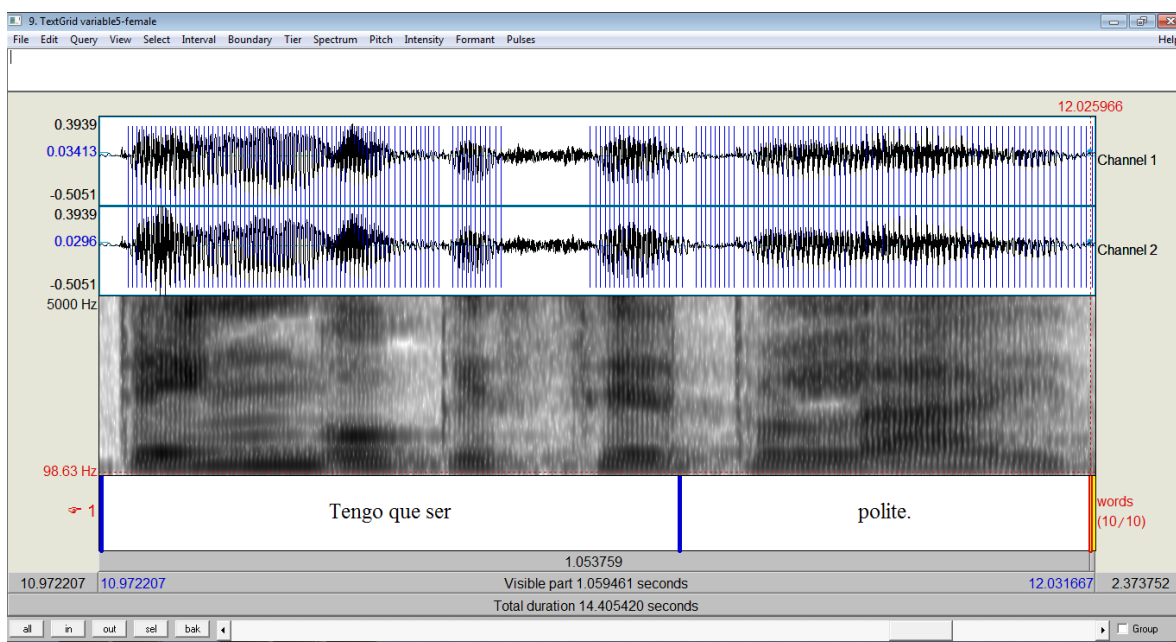 9. TextGrid variable5-female
File Edit Query View Select Interval Boundary Tier Spectrum Pitch Intensity Formant Pulses Help
12.025966
0.3939
0.03413
Channel 1
-0.5051
0.3939
0.0296
Channel 2
-0.5051
5000 Hz
98.63 Hz
1 Tengo que ser polite. words
(10/10)
1.053759
10.972207 10.972207 Visible part 1.059461 seconds 12.031667 2.373752
Total duration 14.405420 seconds
all in out sel bak Group